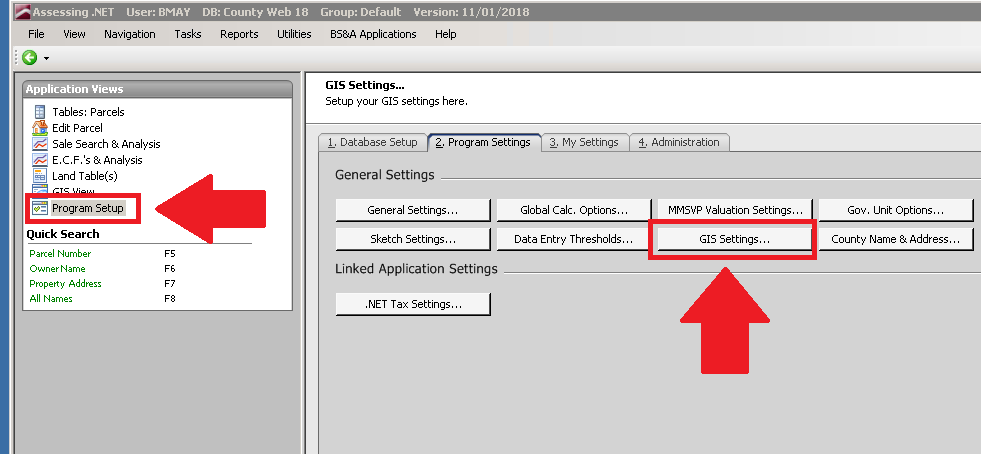 Assessing .NET User: BMAY DB: County Web 18 Group: Default Version: 11/01/2018
File View Navigation Tasks Reports Utilities BS&A Applications Help
Application Views
Tables: Parcels
Edit Parcel
Sale Search & Analysis
E.C.F.'s & Analysis
Land Table(s)
GIS View
Program Setup
Quick Search
Parcel Number F5
Owner Name F6
Property Address F7
All Names F8
GIS Settings...
Setup your GIS settings here.
1. Database Setup 2. Program Settings 3. My Settings 4. Administration
General Settings
General Settings... Global Calc. Options... MMSVP Valuation Settings... Gov. Unit Options...
Sketch Settings... Data Entry Thresholds... GIS Settings... County Name & Address...
Linked Application Settings
.NET Tax Settings...